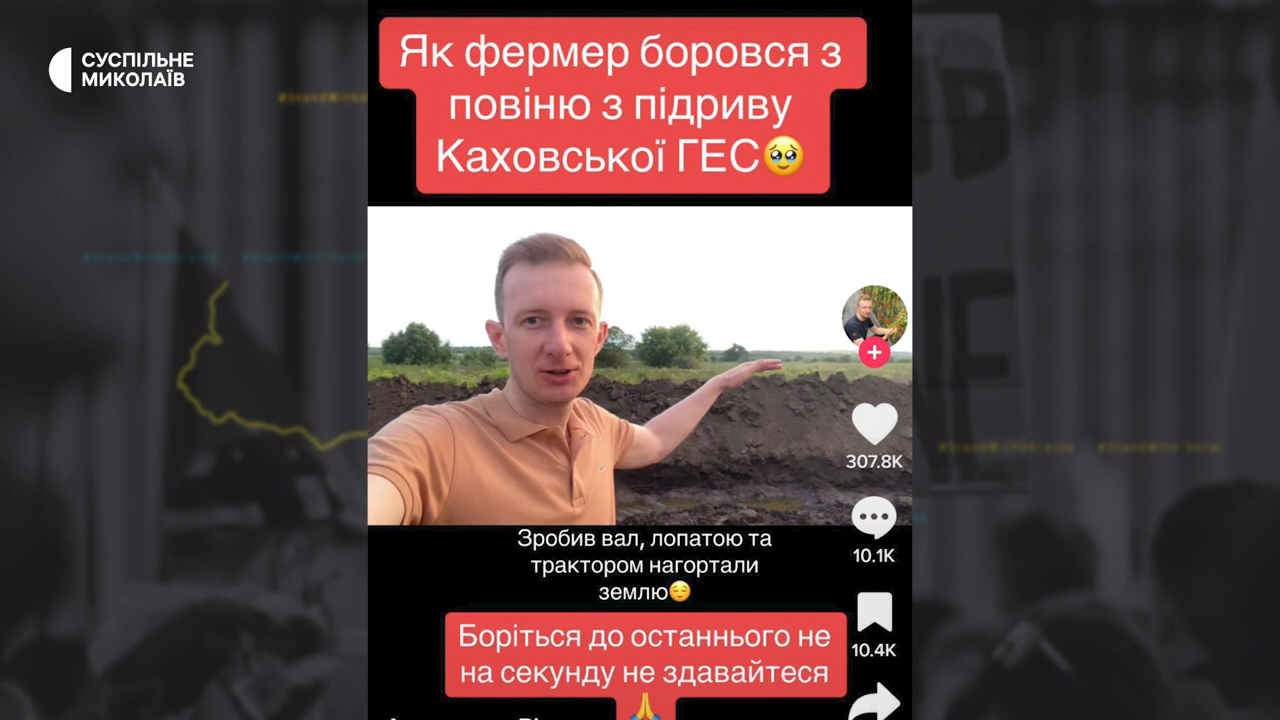 СУСПІЛЬНЕ
МИКОЛАЇВ
Як фермер боровся з
повіню з підриву
Каховської ГЕС🥹
307.8K
10.1K
Зробив вал, лопатою та
трактором нагортали
землю😌
10.4K
Боріться до останнього не
на секунду не здавайтеся
🙏